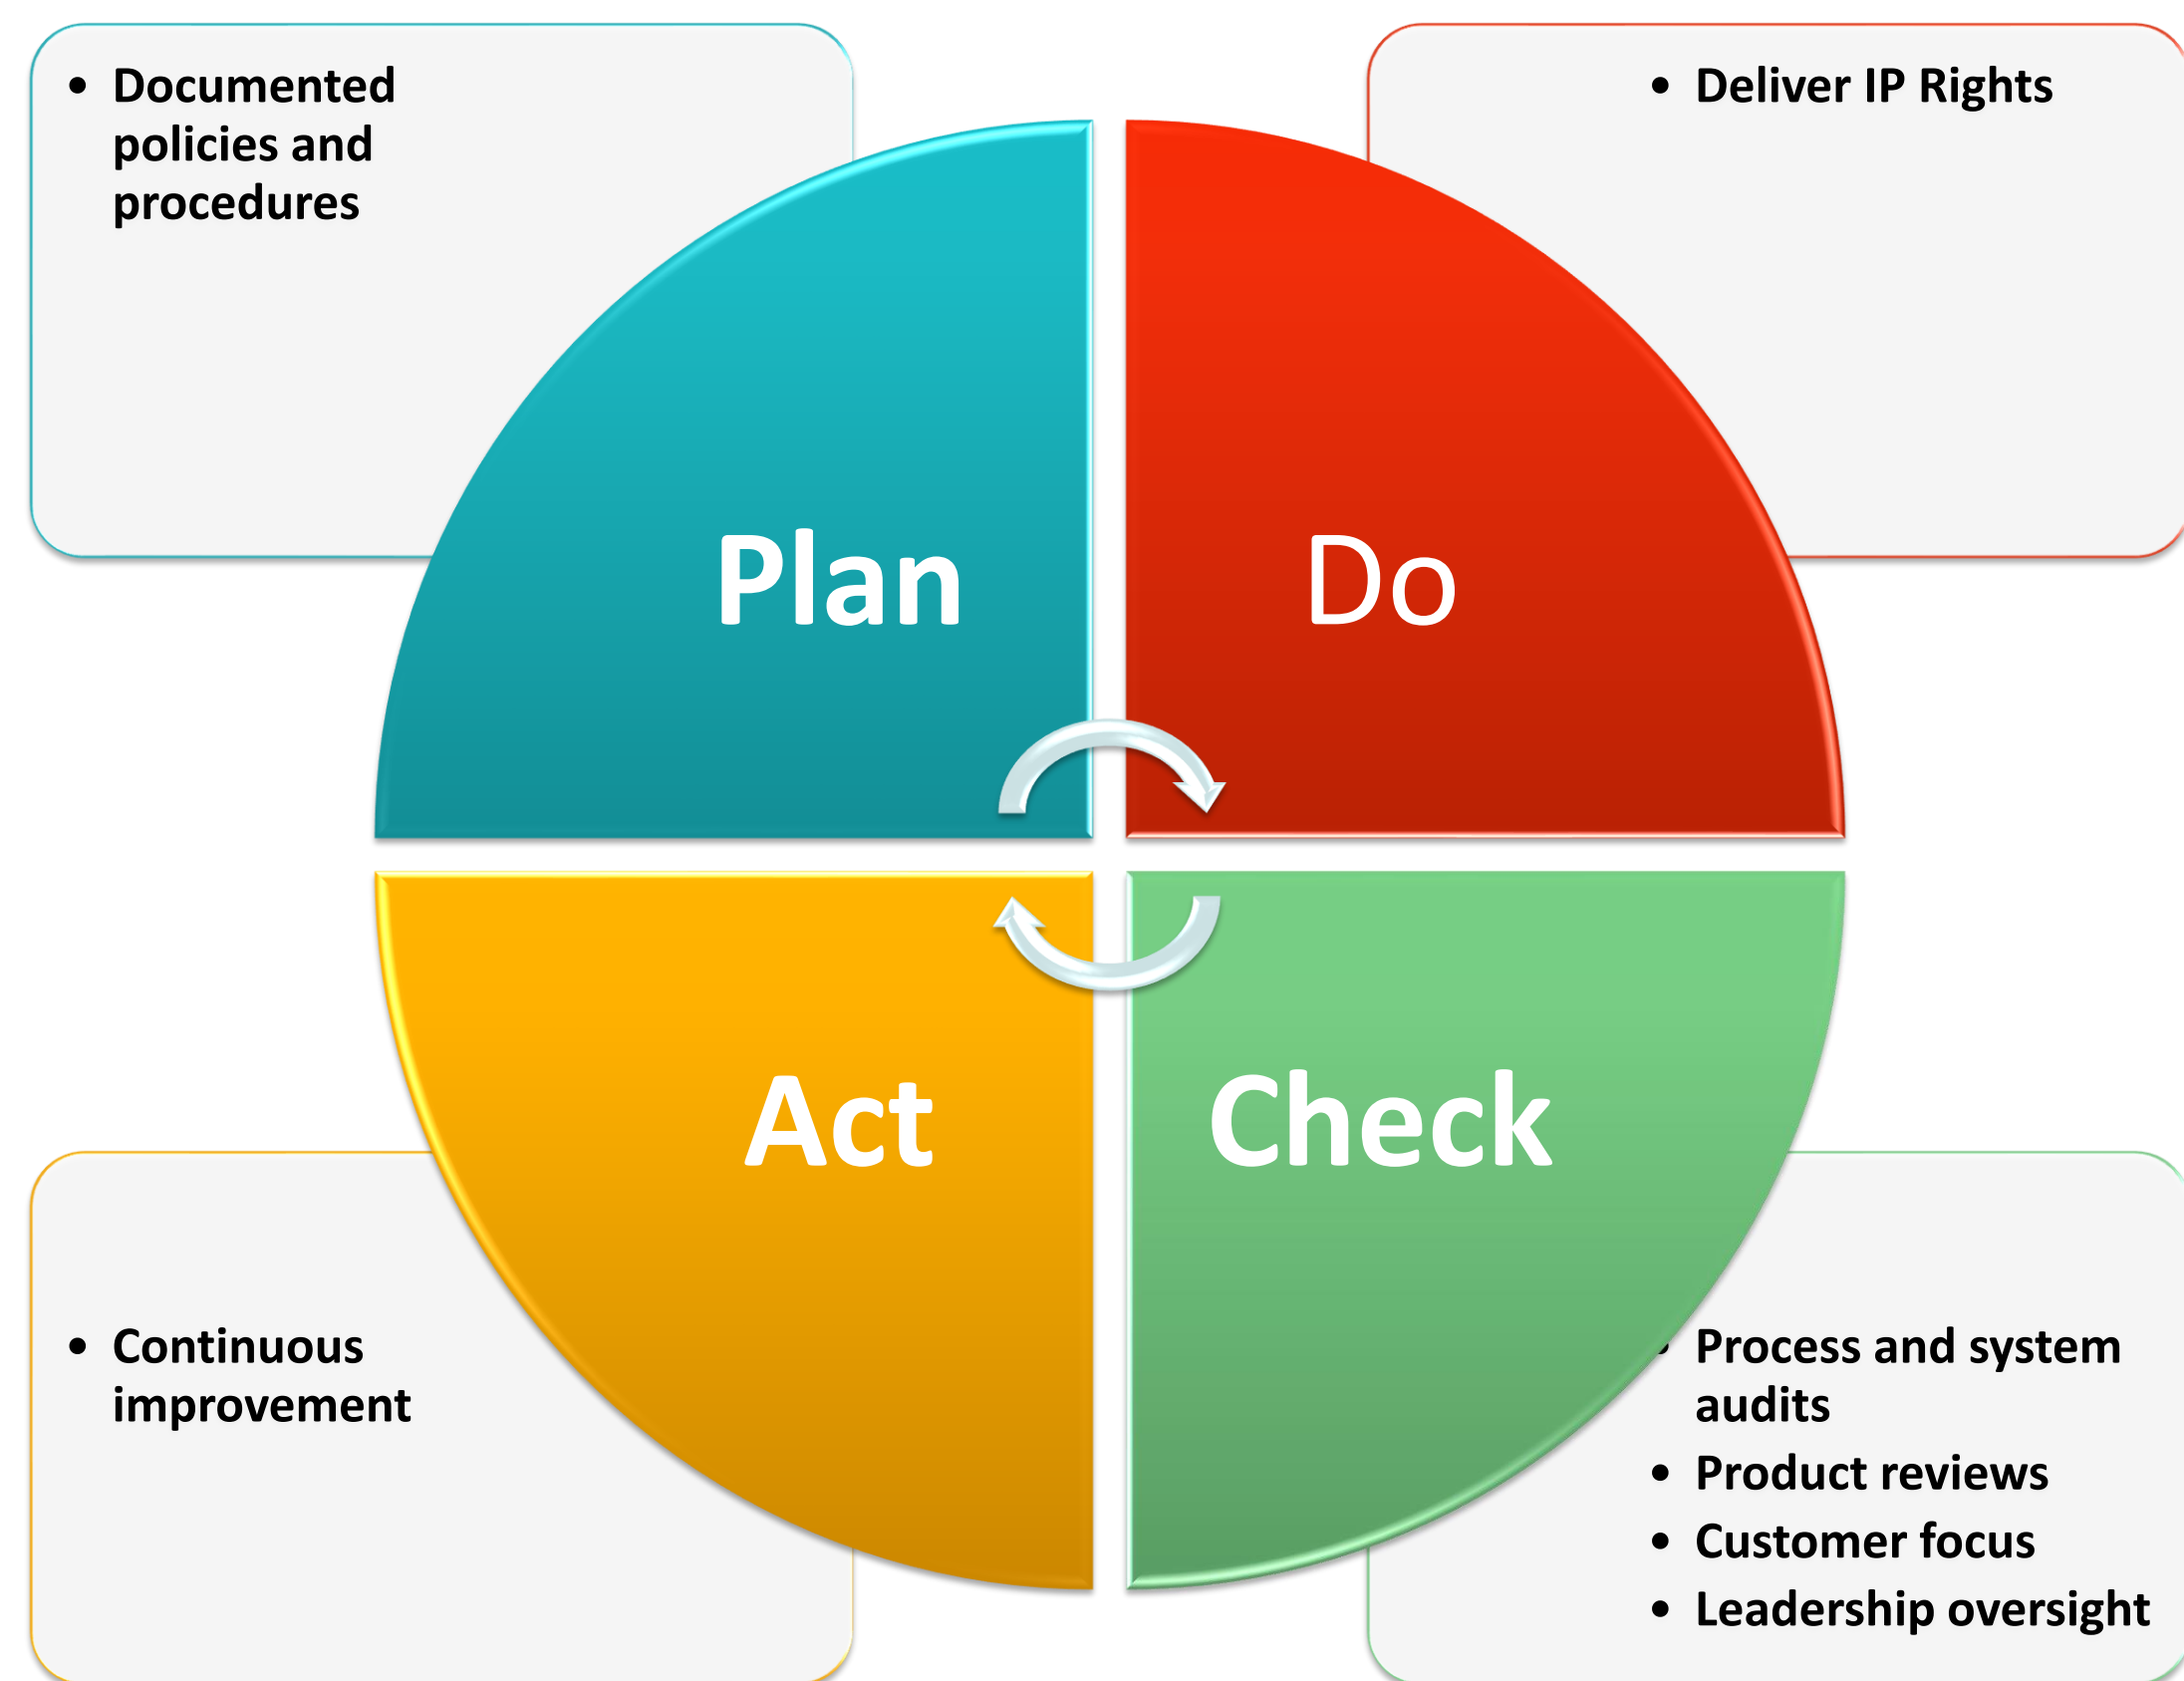 • Documented
policies and
procedures
• Deliver IP Rights
Plan
Do
Act
Check
• Continuous
improvement
• Process and system
audits
• Product reviews
• Customer focus
• Leadership oversight